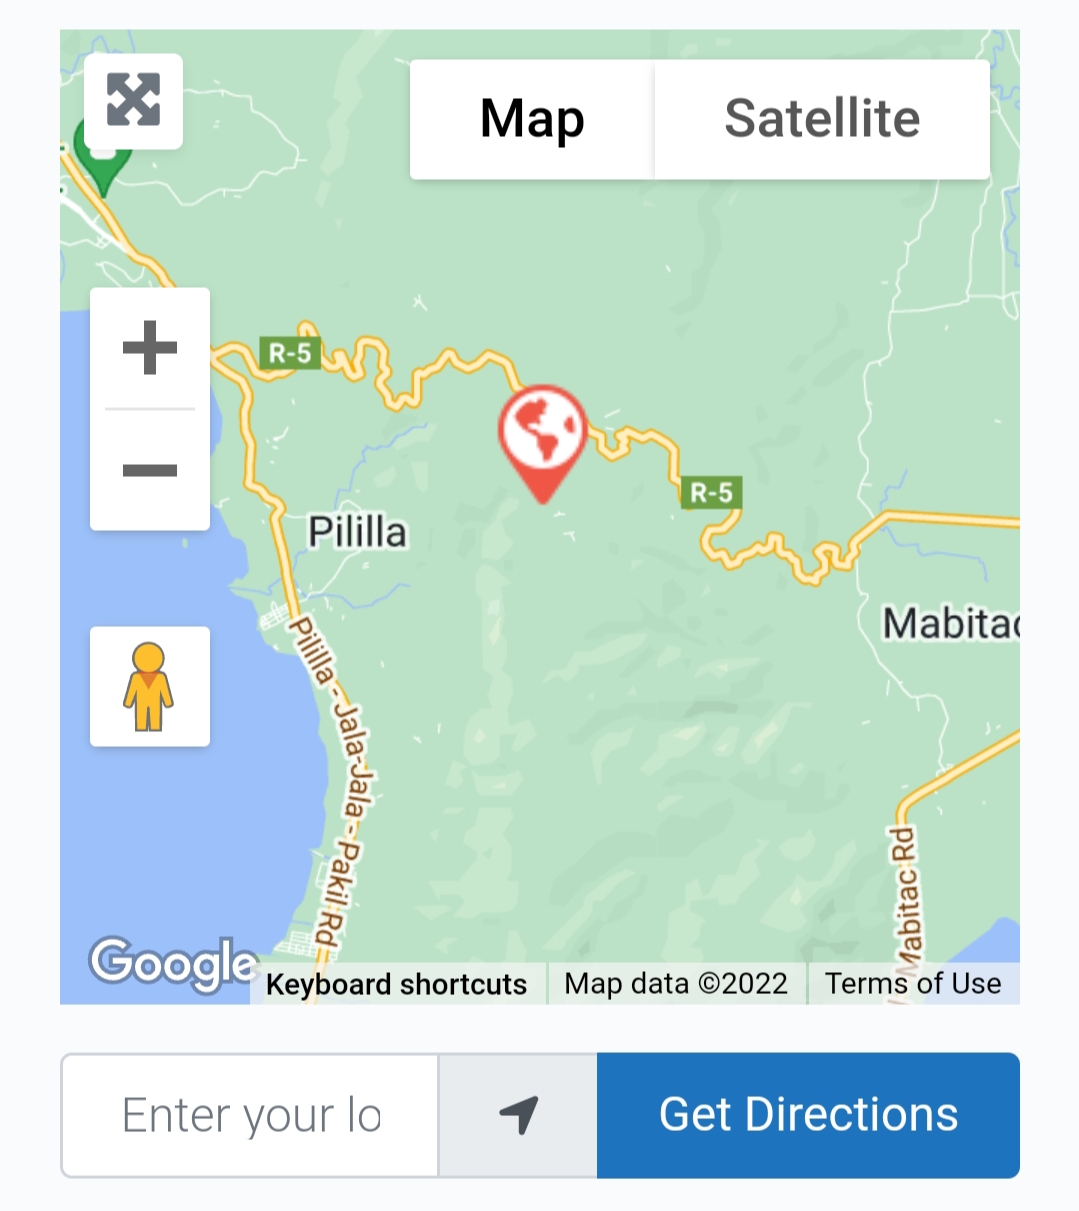 Map
Satellite
R-5
R-5
Pililla
Mabitac
Pililla - Jala-Jala - Pakil Rd
Mabitac Rd
Google
Keyboard shortcuts
Map data ©2022
Terms of Use
Enter your lo
Get Directions